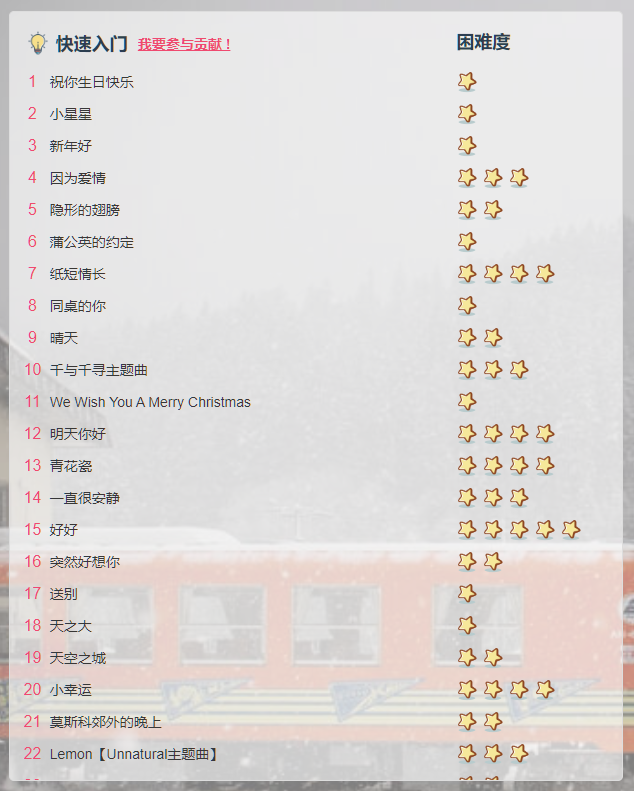 快速入门 我要参与贡献！ 困难度
1 祝你生日快乐
2 小星星
3 新年好
4 因为爱情
5 隐形的翅膀
6 蒲公英的约定
7 纸短情长
8 同桌的你
9 晴天
10 千与千寻主题曲
11 We Wish You A Merry Christmas
12 明天你好
13 青花瓷
14 一直很安静
15 好好
16 突然好想你
17 送别
18 天之大
19 天空之城
20 小幸运
21 莫斯科郊外的晚上
22 Lemon【Unnatural主题曲】